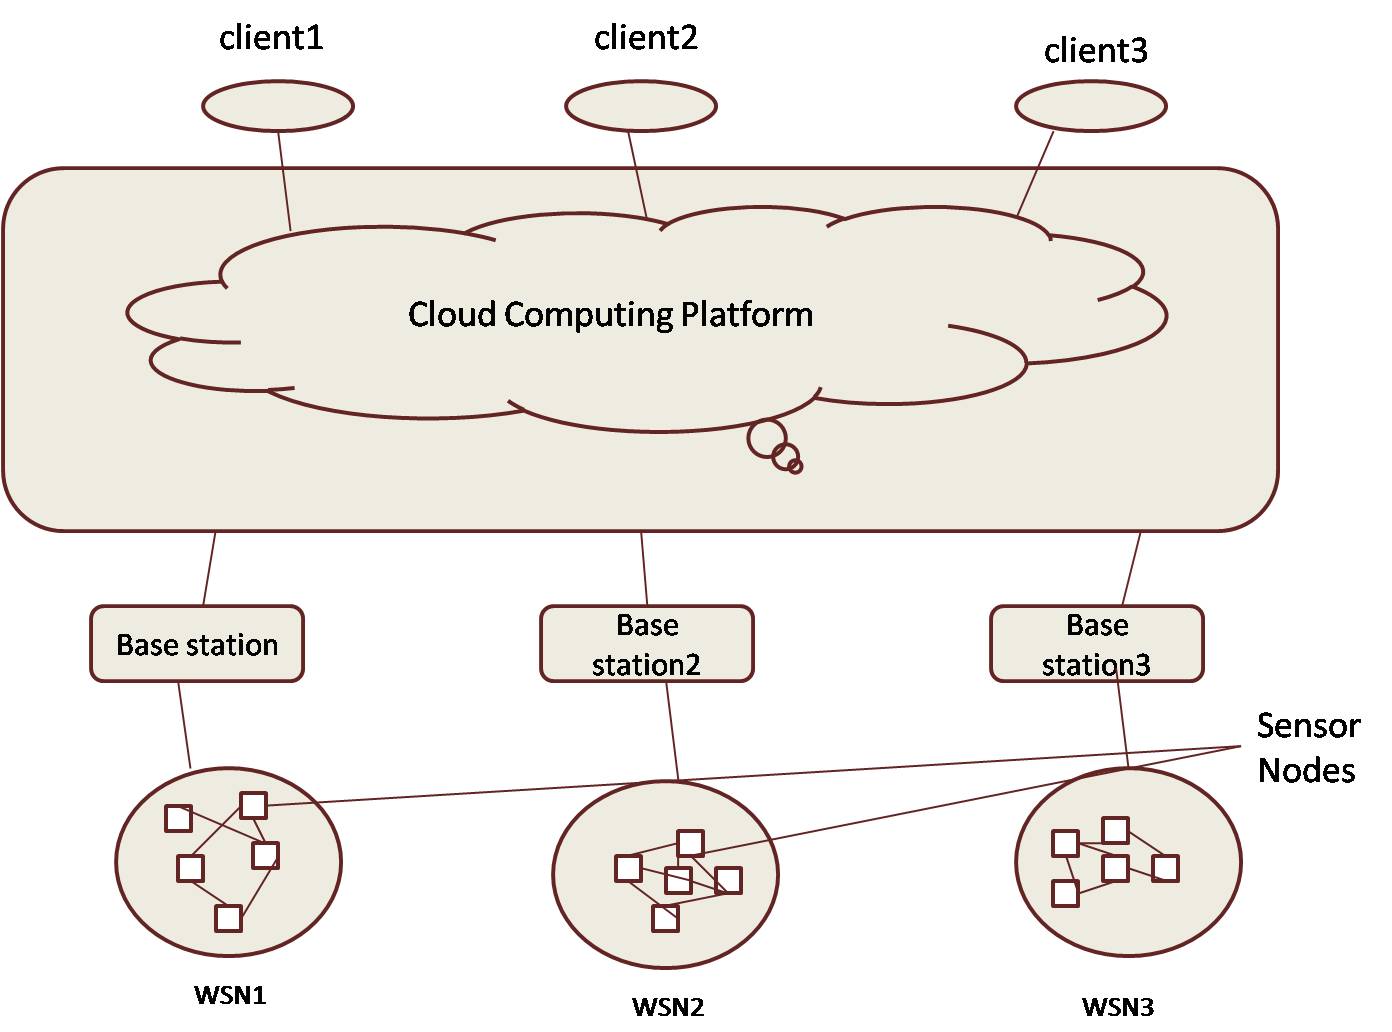 client1
client2
client3
Cloud Computing Platform
Base station
Base
station2
Base
station3
Sensor
Nodes
WSN1
WSN2
WSN3